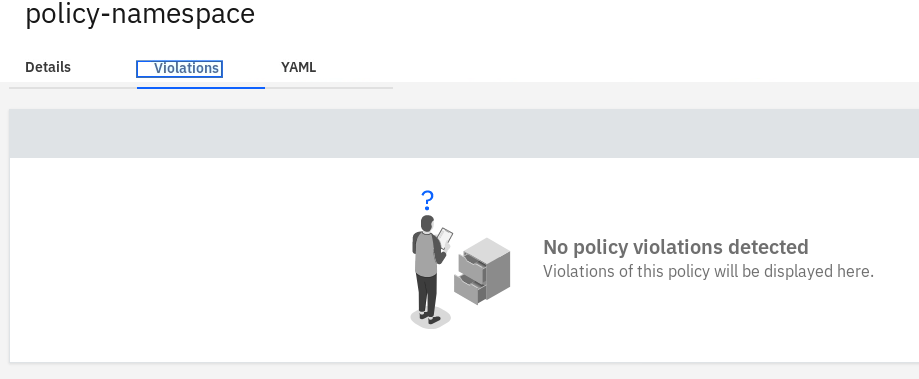 policy-namespace
Details Violations YAML
?
No policy violations detected
Violations of this policy will be displayed here.